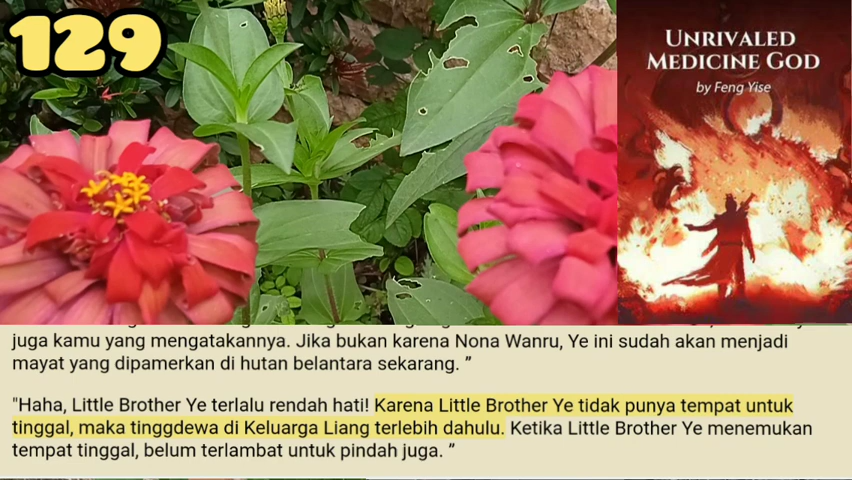 129
UNRIVALED
MEDICINE GOD
by Feng Yise
juga kamu yang mengatakannya. Jika bukan karena Nona Wanru, Ye ini sudah akan menjadi
mayat yang dipamerkan di hutan belantara sekarang. ”
"Haha, Little Brother Ye terlalu rendah hati! Karena Little Brother Ye tidak punya tempat untuk
tinggal, maka tinggdewa di Keluarga Liang terlebih dahulu. Ketika Little Brother Ye menemukan
tempat tinggal, belum terlambat untuk pindah juga. ”